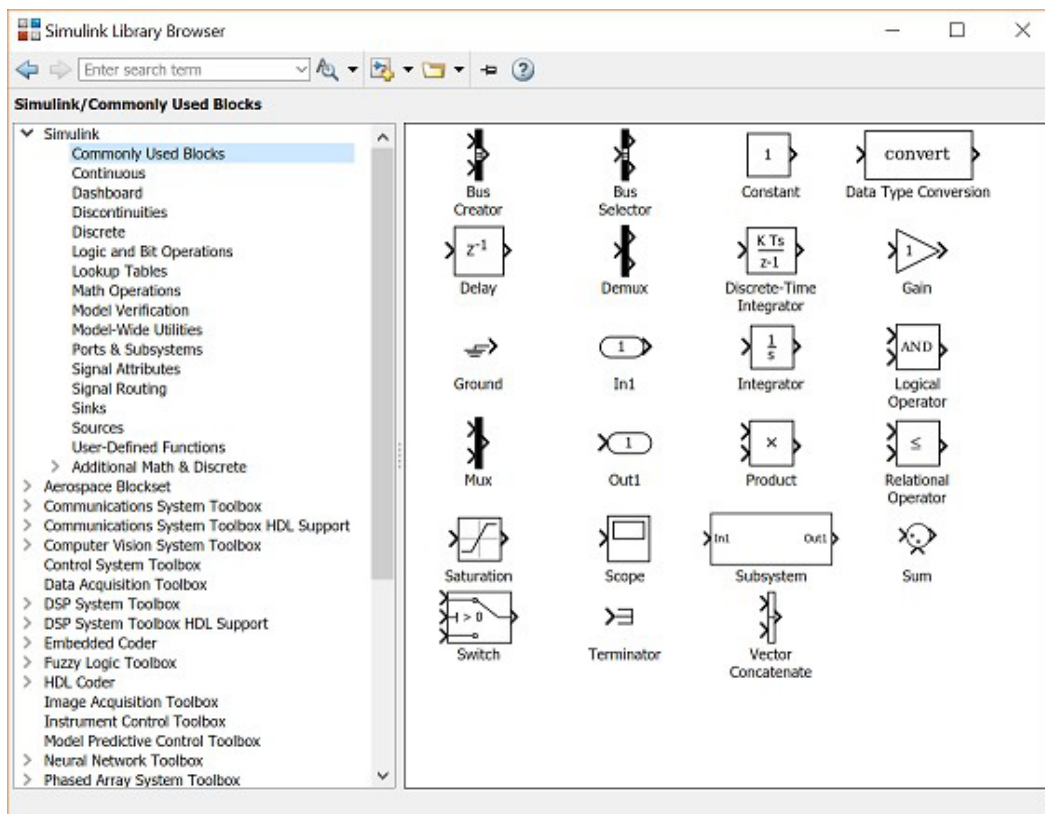 Simulink Library Browser
Enter search term
Simulink/Commonly Used Blocks
Simulink
Commonly Used Blocks
Continuous
Dashboard
Discontinuities
Discrete
Logic and Bit Operations
Lookup Tables
Math Operations
Model Verification
Model-Wide Utilities
Ports & Subsystems
Signal Attributes
Signal Routing
Sinks
Sources
User-Defined Functions
Additional Math & Discrete
Aerospace Blockset
Communications System Toolbox
Communications System Toolbox HDL Support
Computer Vision System Toolbox
Control System Toolbox
Data Acquisition Toolbox
DSP System Toolbox
DSP System Toolbox HDL Support
Embedded Coder
Fuzzy Logic Toolbox
HDL Coder
Image Acquisition Toolbox
Instrument Control Toolbox
Model Predictive Control Toolbox
Neural Network Toolbox
Phased Array System Toolbox
Bus
Creator
Bus
Selector
1
Constant
convert
Data Type Conversion
z-1
Delay
Demux
K Ts
z-1
Discrete-Time
Integrator
1
Gain
Ground
1
In1
1
s
Integrator
AND
Logical
Operator
Mux
1
Out1
×
Product
≤
Relational
Operator
Saturation
Scope
In1 Out1
Subsystem
Sum
> 0
Switch
Terminator
Vector
Concatenate